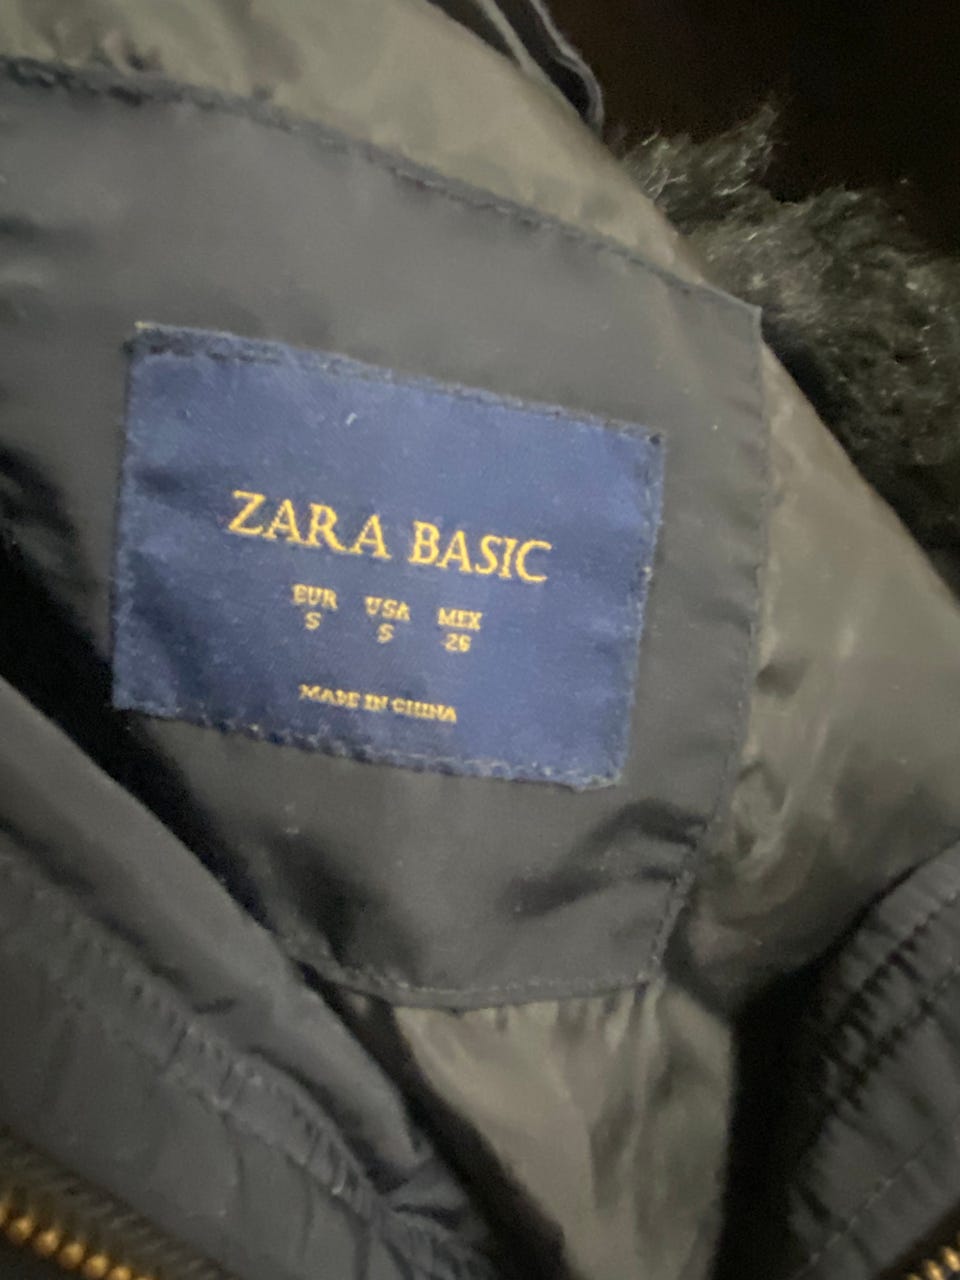 ZARA BASIC
EUR USA MEX
S S 26
MADE IN CHINA